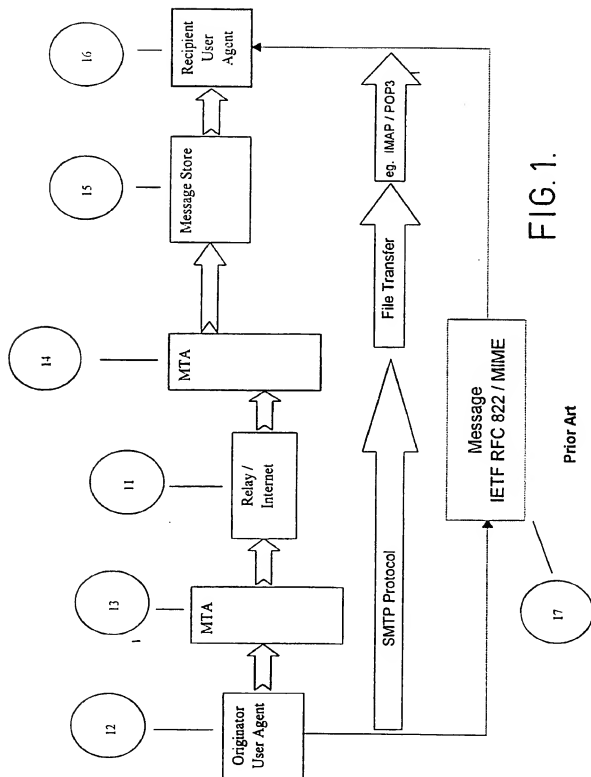 12
13
11
14
15
16
Originator
User Agent
MTA
Relay /
Internet
MTA
Message Store
Recipient
User
Agent
SMTP Protocol
File Transfer
eg. IMAP / POP3
Message
IETF RFC 822 / MIME
17
Prior Art
FIG. 1.